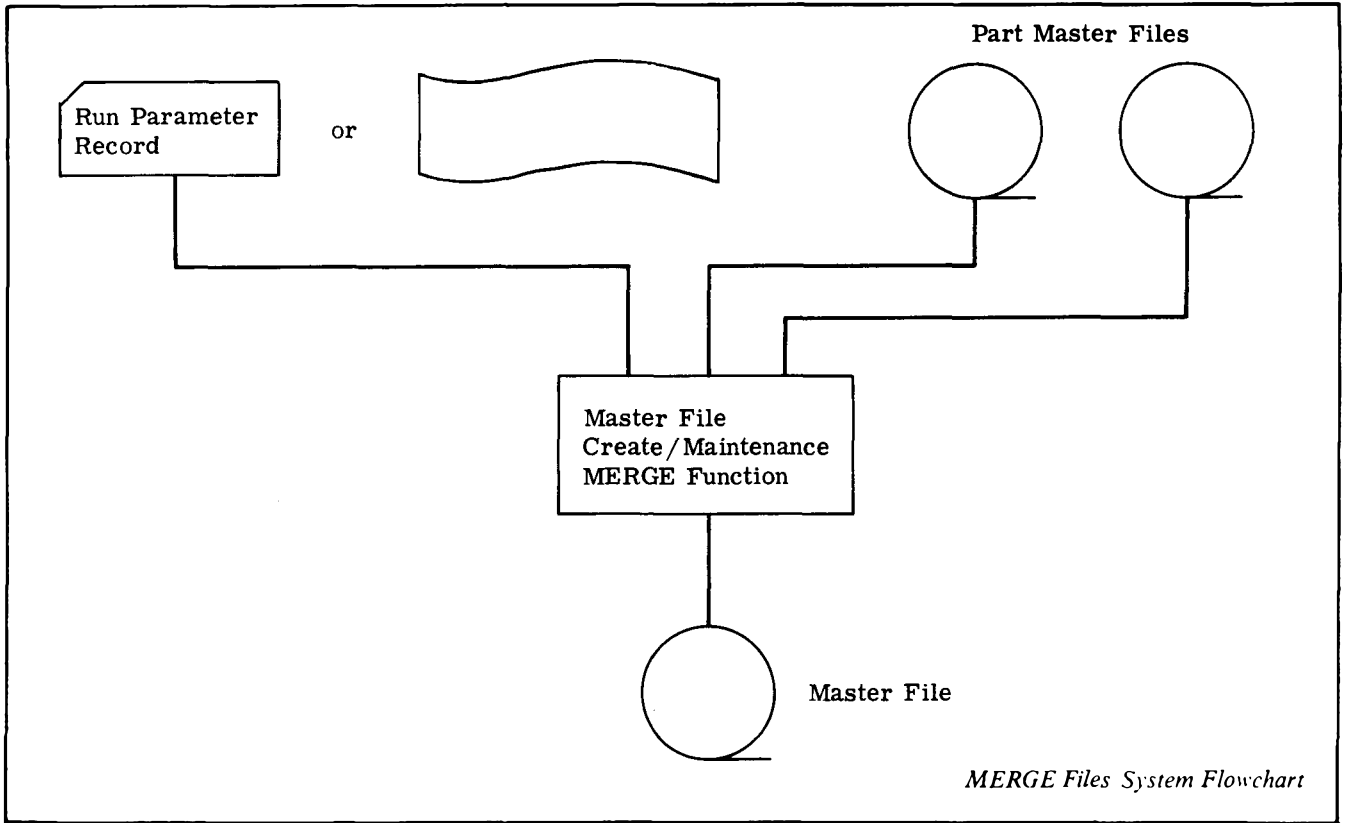 Part Master Files
Run Parameter
Record
or
Master File
Create/Maintenance
MERGE Function
Master File
MERGE Files System Flowchart